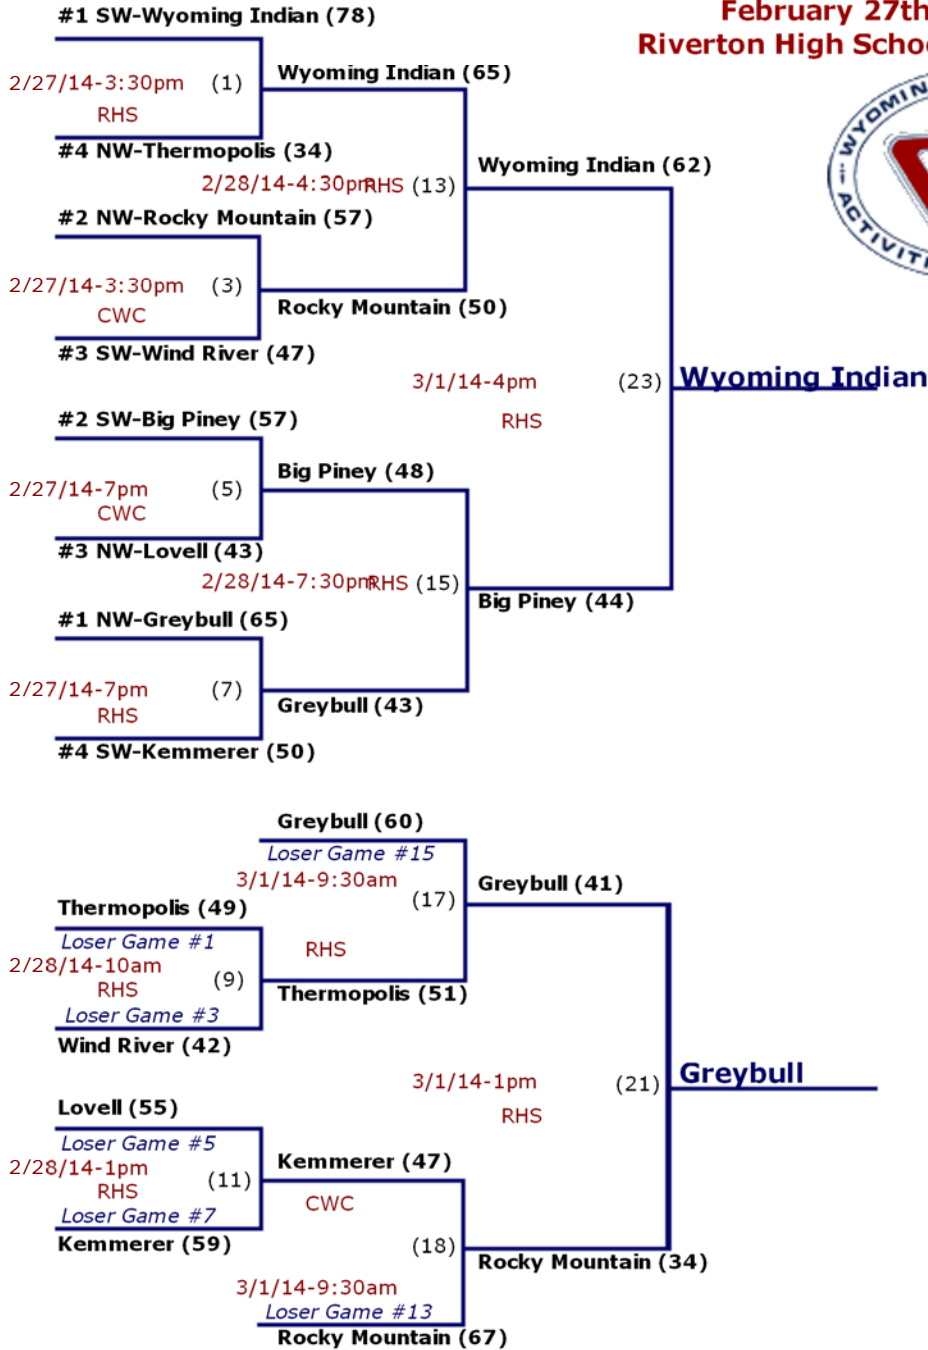 #1 SW-Wyoming Indian (78)
February 27th
Riverton High Schoo
2/27/14-3:30pm (1)
RHS
Wyoming Indian (65)
#4 NW-Thermopolis (34)
WYOMIN
ACTIVITI
2/28/14-4:30pm RHS (13)
Wyoming Indian (62)
#2 NW-Rocky Mountain (57)
2/27/14-3:30pm (3)
CWC
Rocky Mountain (50)
#3 SW-Wind River (47)
3/1/14-4pm (23)
RHS
Wyoming Indian
#2 SW-Big Piney (57)
2/27/14-7pm (5)
CWC
Big Piney (48)
#3 NW-Lovell (43)
2/28/14-7:30pm RHS (15)
Big Piney (44)
#1 NW-Greybull (65)
2/27/14-7pm (7)
RHS
Greybull (43)
#4 SW-Kemmerer (50)
Greybull (60)
Loser Game #15
3/1/14-9:30am
(17)
RHS
Greybull (41)
Thermopolis (49)
Loser Game #1
2/28/14-10am
(9)
RHS
Loser Game #3
Wind River (42)
Thermopolis (51)
3/1/14-1pm (21)
RHS
Greybull
Lovell (55)
Loser Game #5
2/28/14-1pm
(11)
RHS
Loser Game #7
Kemmerer (59)
Kemmerer (47)
CWC
(18)
Rocky Mountain (34)
3/1/14-9:30am
Loser Game #13
Rocky Mountain (67)